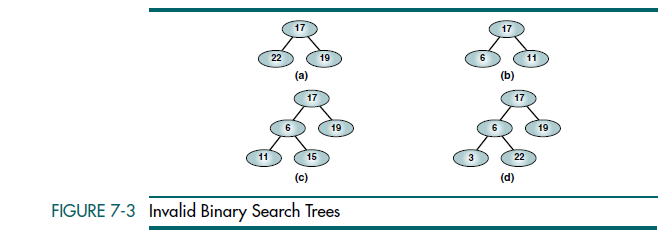 17 17
22 19 6 11
(a) (b)
17 17
6 19 6 19
11 15 3 22
(c) (d)
FIGURE 7-3 Invalid Binary Search Trees